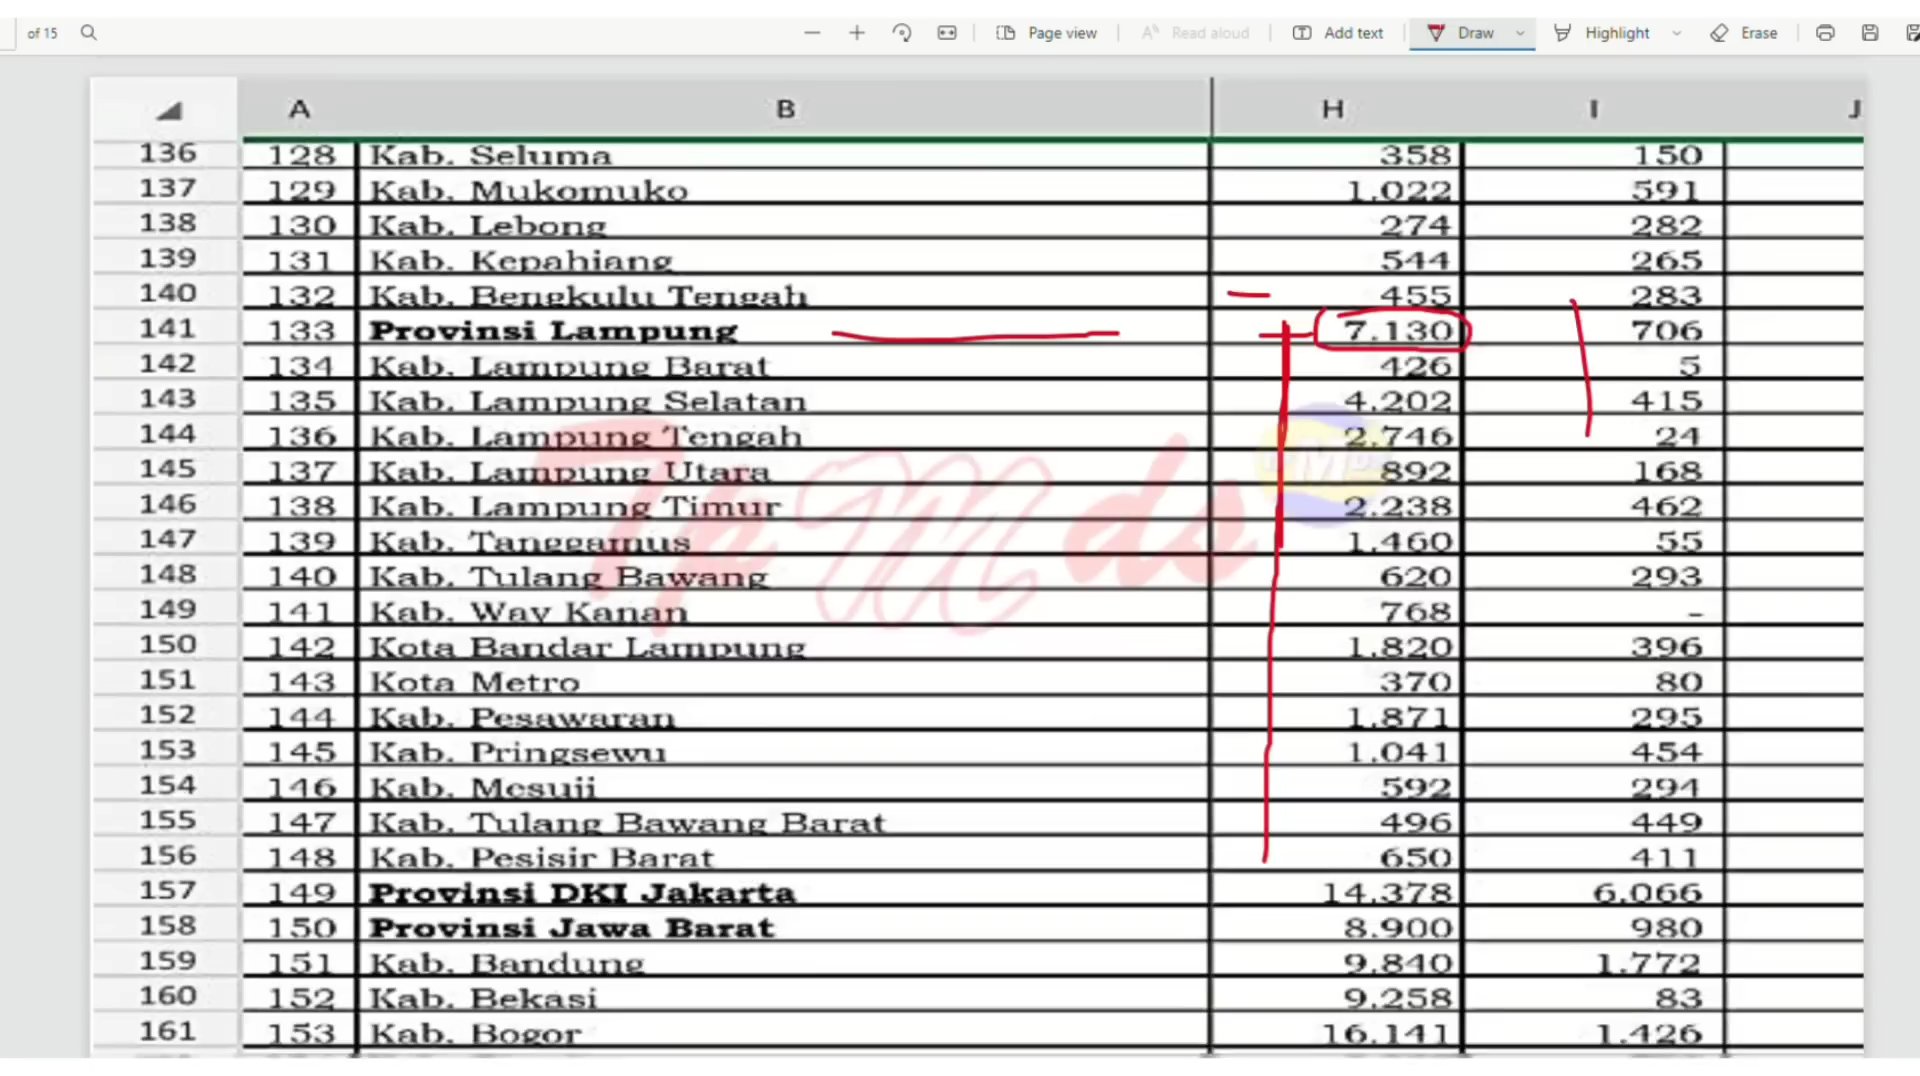 of 15 Page view Read aloud Add text Draw Highlight Erase
A B H I J
136 128 Kab. Seluma 358 150
137 129 Kab. Mukomuko 1.022 591
138 130 Kab. Lebong 274 282
139 131 Kab. Kepahiang 544 265
140 132 Kab. Bengkulu Tengah 455 283
141 133 Provinsi Lampung 7.130 706
142 134 Kab. Lampung Barat 426 5
143 135 Kab. Lampung Selatan 4.202 415
144 136 Kab. Lampung Tengah 2.746 24
145 137 Kab. Lampung Utara 892 168
146 138 Kab. Lampung Timur 2.238 462
147 139 Kab. Tanggamus 1.460 55
148 140 Kab. Tulang Bawang 620 293
149 141 Kab. Way Kanan 768 -
150 142 Kota Bandar Lampung 1.820 396
151 143 Kota Metro 370 80
152 144 Kab. Pesawaran 1.871 295
153 145 Kab. Pringsewu 1.041 454
154 146 Kab. Mesuji 592 294
155 147 Kab. Tulang Bawang Barat 496 449
156 148 Kab. Pesisir Barat 650 411
157 149 Provinsi DKI Jakarta 14.378 6.066
158 150 Provinsi Jawa Barat 8.900 980
159 151 Kab. Bandung 9.840 1.772
160 152 Kab. Bekasi 9.258 83
161 153 Kab. Bogor 16.141 1.426
TpMds